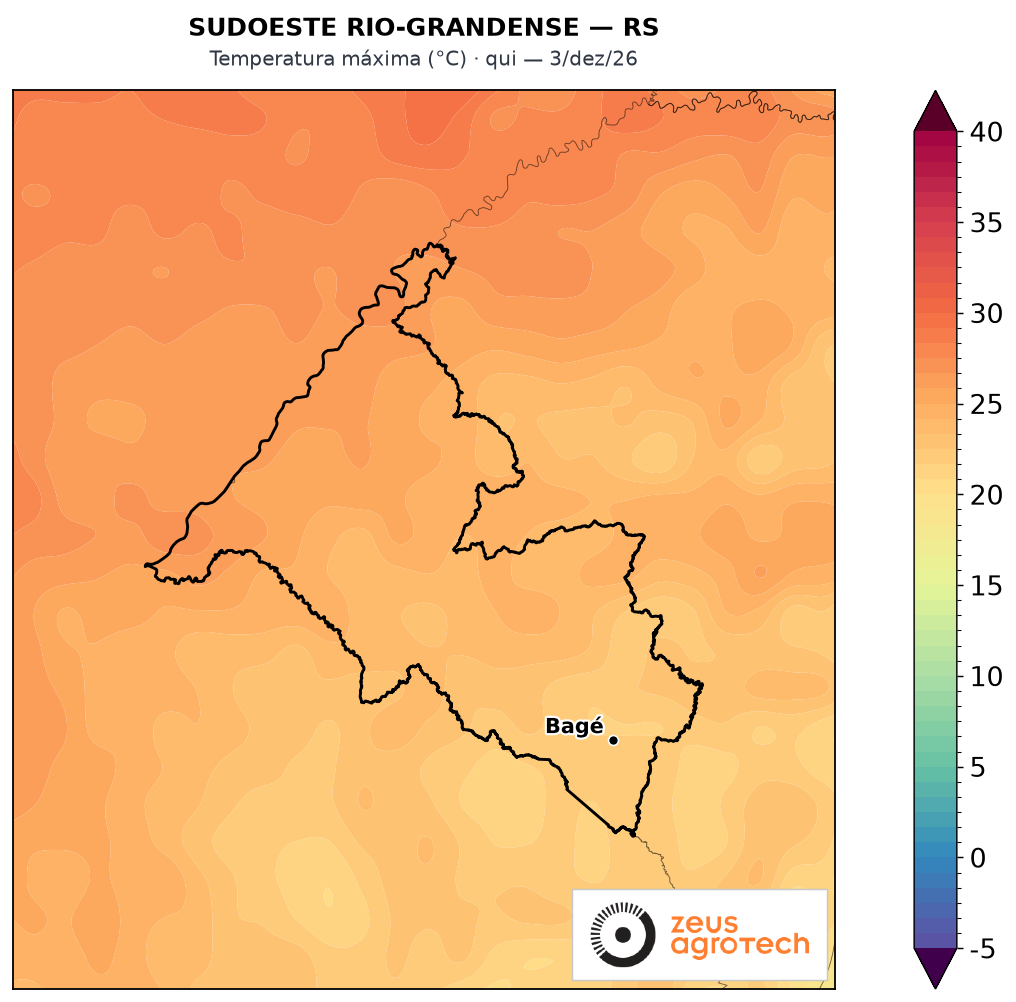 SUDOESTE RIO-GRANDENSE — RS
Temperatura máxima (°C) · qui — 3/dez/26
40
35
30
25
20
15
10
5
0
-5
Bagé
zeus
agrotech